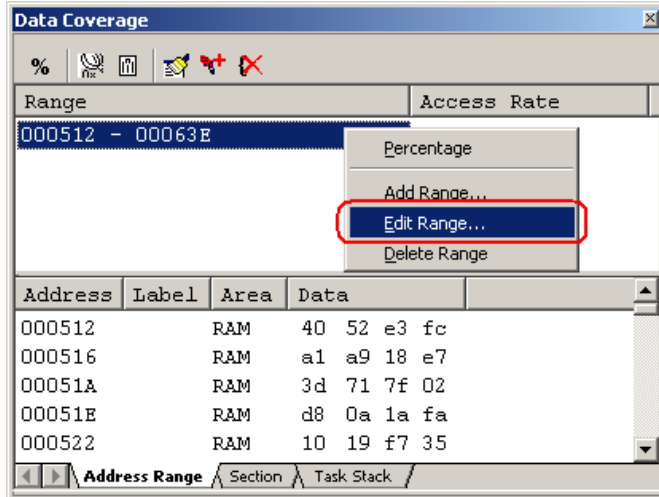 Data Coverage
%
Range Access Rate
000512 - 00063E
Percentage
Add Range...
Edit Range...
Delete Range
Address Label Area Data
000512 RAM 40 52 e3 fc
000516 RAM a1 a9 18 e7
00051A RAM 3d 71 7f 02
00051E RAM d8 0a 1a fa
000522 RAM 10 19 f7 35
Address Range Section Task Stack